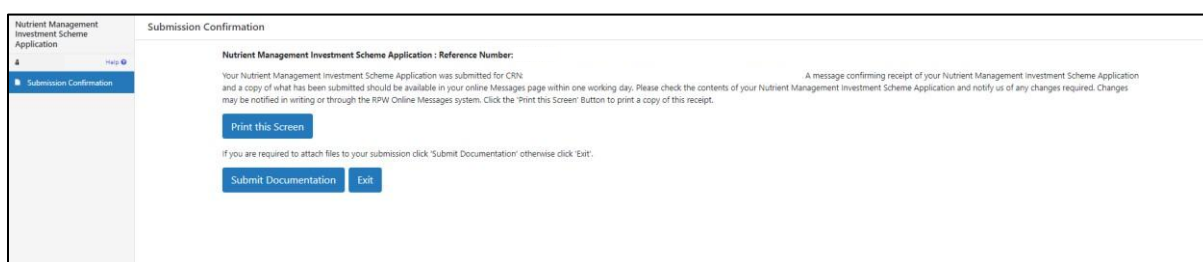 Nutrient Management
Investment Scheme
Application
Help
Submission Confirmation
Submission Confirmation
Nutrient Management Investment Scheme Application : Reference Number:
Your Nutrient Management Investment Scheme Application was submitted for CRN: A message confirming receipt of your Nutrient Management Investment Scheme Application
and a copy of what has been submitted should be available in your online Messages page within one working day. Please check the contents of your Nutrient Management Investment Scheme Application and notify us of any changes required. Changes
may be notified in writing or through the RPW Online Messages system. Click the 'Print this Screen' Button to print a copy of this receipt.
Print this Screen
If you are required to attach files to your submission click 'Submit Documentation' otherwise click 'Exit'.
Submit Documentation Exit